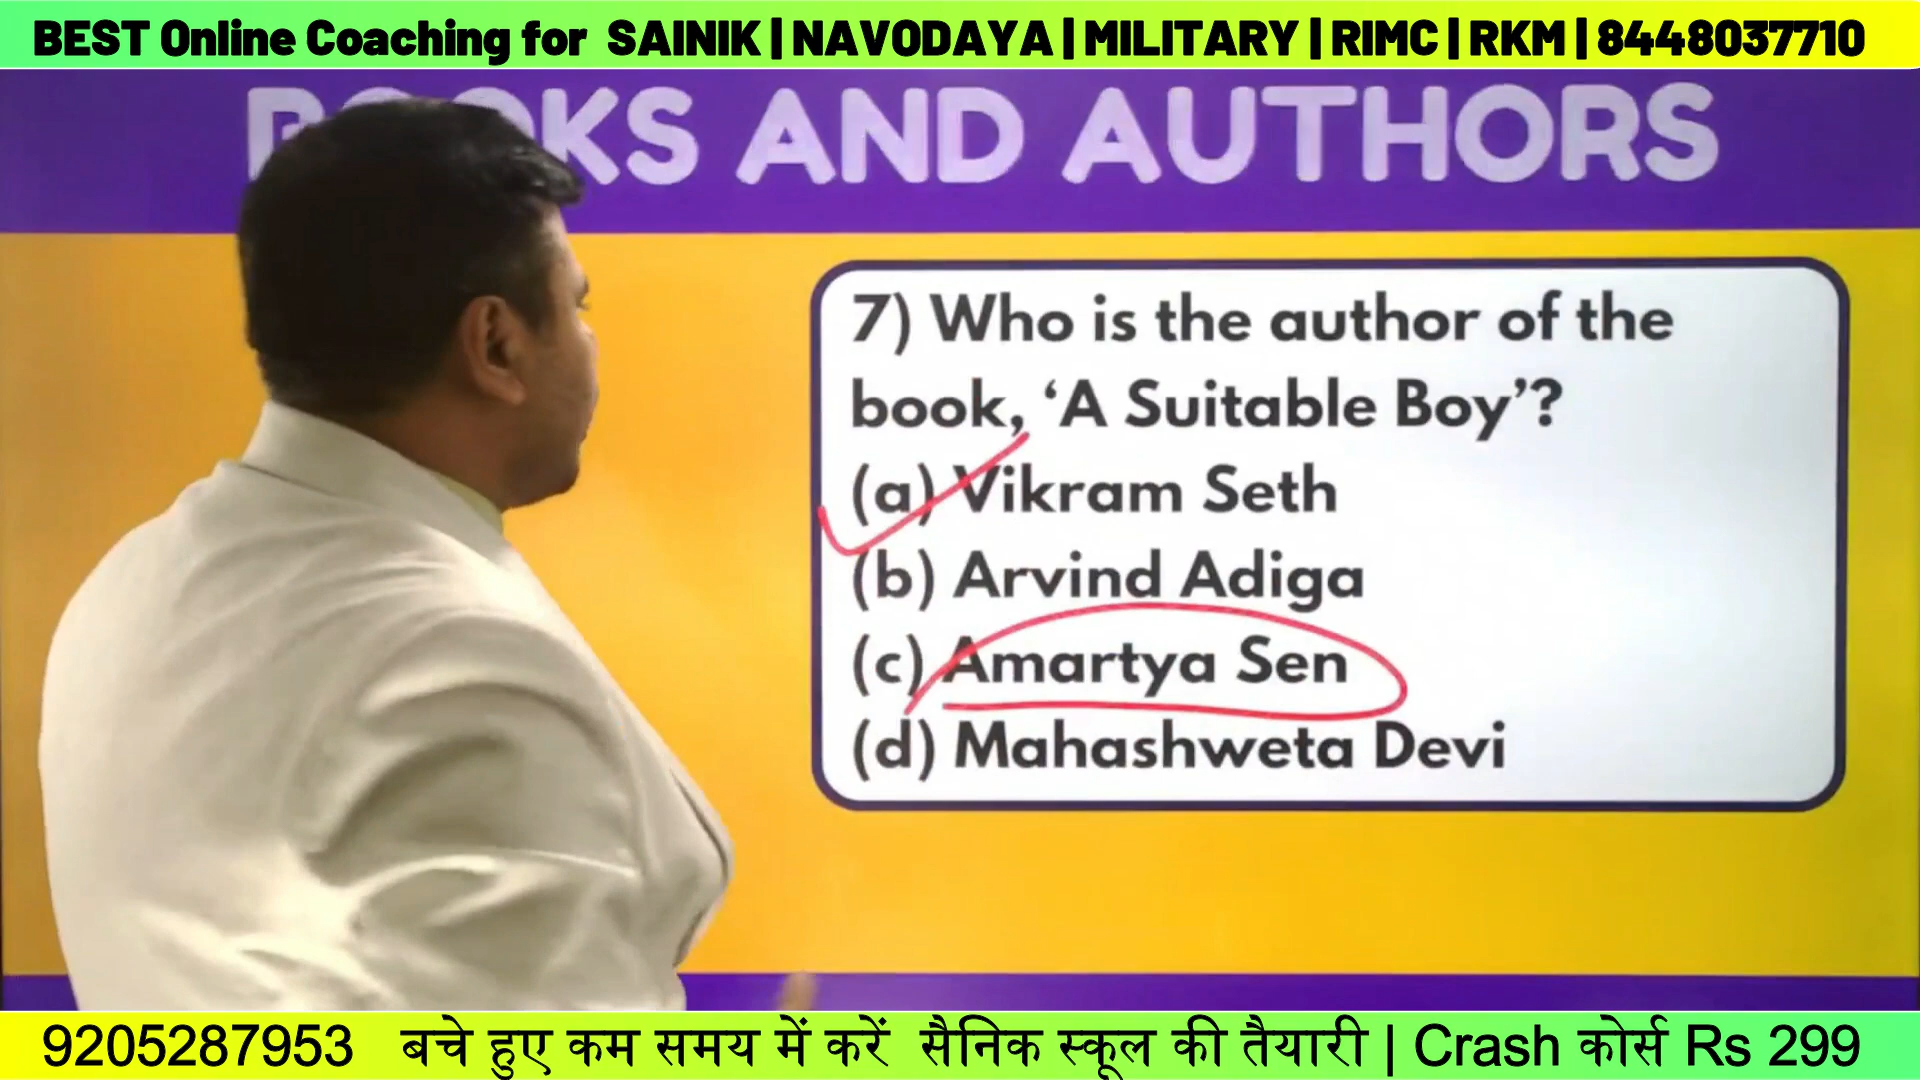 BEST Online Coaching for SAINIK | NAVODAYA | MILITARY | RIMC | RKM | 8448037710
BOOKS AND AUTHORS
7) Who is the author of the
book, ‘A Suitable Boy’?
(a) Vikram Seth
(b) Arvind Adiga
(c) Amartya Sen
(d) Mahashweta Devi
9205287953 बचे हुए कम समय में करें सैनिक स्कूल की तैयारी | Crash कोर्स Rs 299